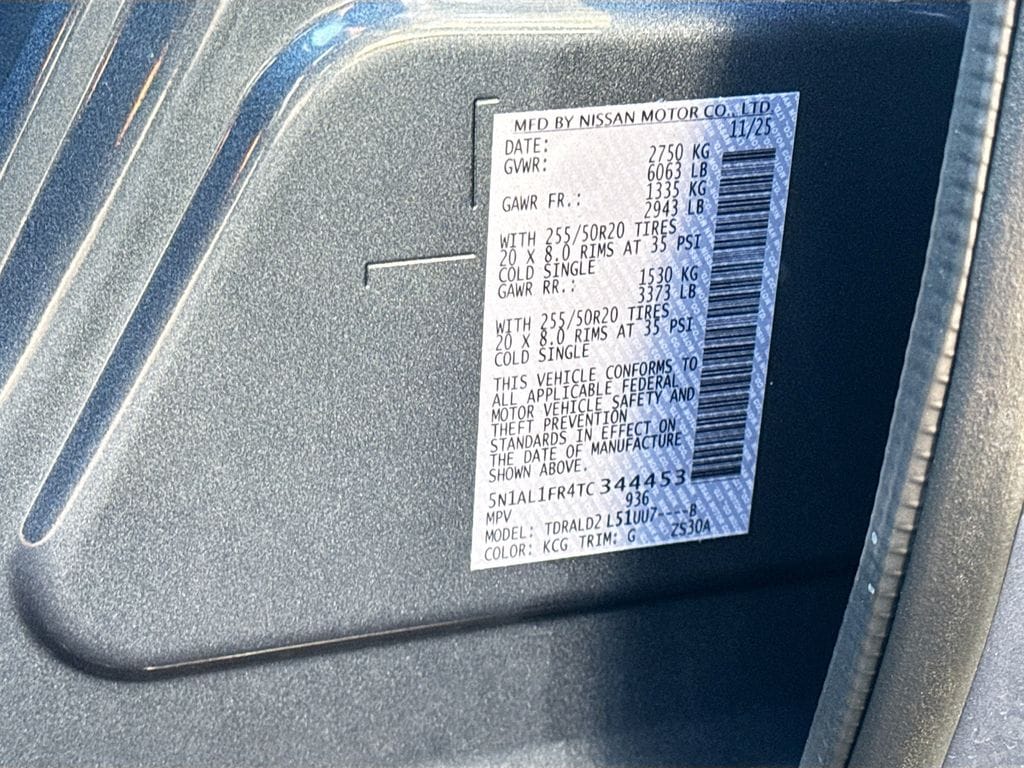 MFD BY NISSAN MOTOR CO., LTD
DATE: 11/25
GVWR: 2750 KG
6063 LB
GAWR FR.: 1335 KG
2943 LB
WITH 255/50R20 TIRES
20 X 8.0 RIMS AT 35 PSI
COLD SINGLE
GAWR RR.: 1530 KG
3373 LB
WITH 255/50R20 TIRES
20 X 8.0 RIMS AT 35 PSI
COLD SINGLE
THIS VEHICLE CONFORMS TO
ALL APPLICABLE FEDERAL
MOTOR VEHICLE SAFETY AND
THEFT PREVENTION
STANDARDS IN EFFECT ON
THE DATE OF MANUFACTURE
SHOWN ABOVE.
5N1AL1FR4TC344453
MPV 936
MODEL: TDRALD2 L51UU7----B
COLOR: KCG TRIM: G ZS30A